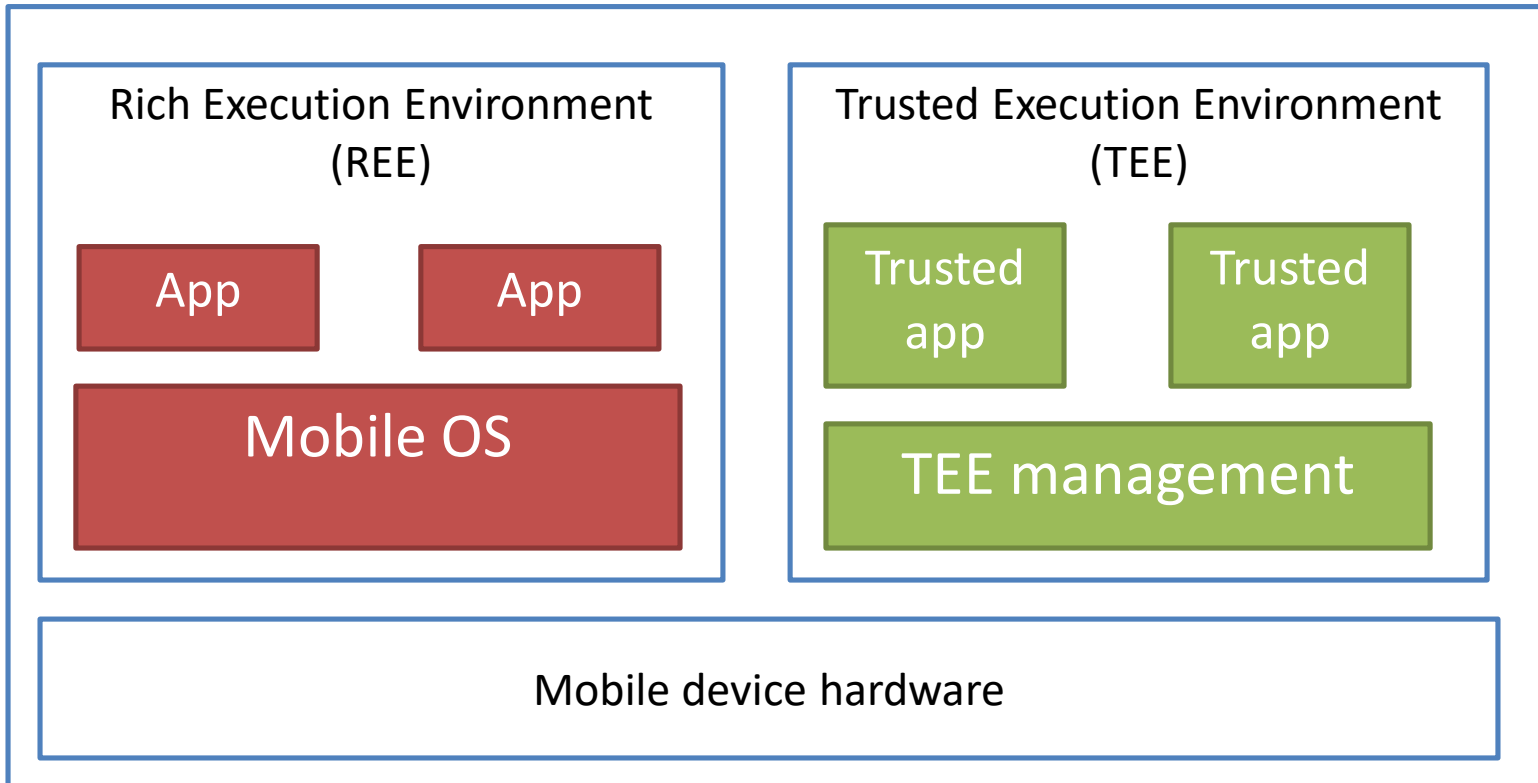 Rich Execution Environment
(REE)
App
App
Mobile OS
Trusted Execution Environment
(TEE)
Trusted
app
Trusted
app
TEE management
Mobile device hardware